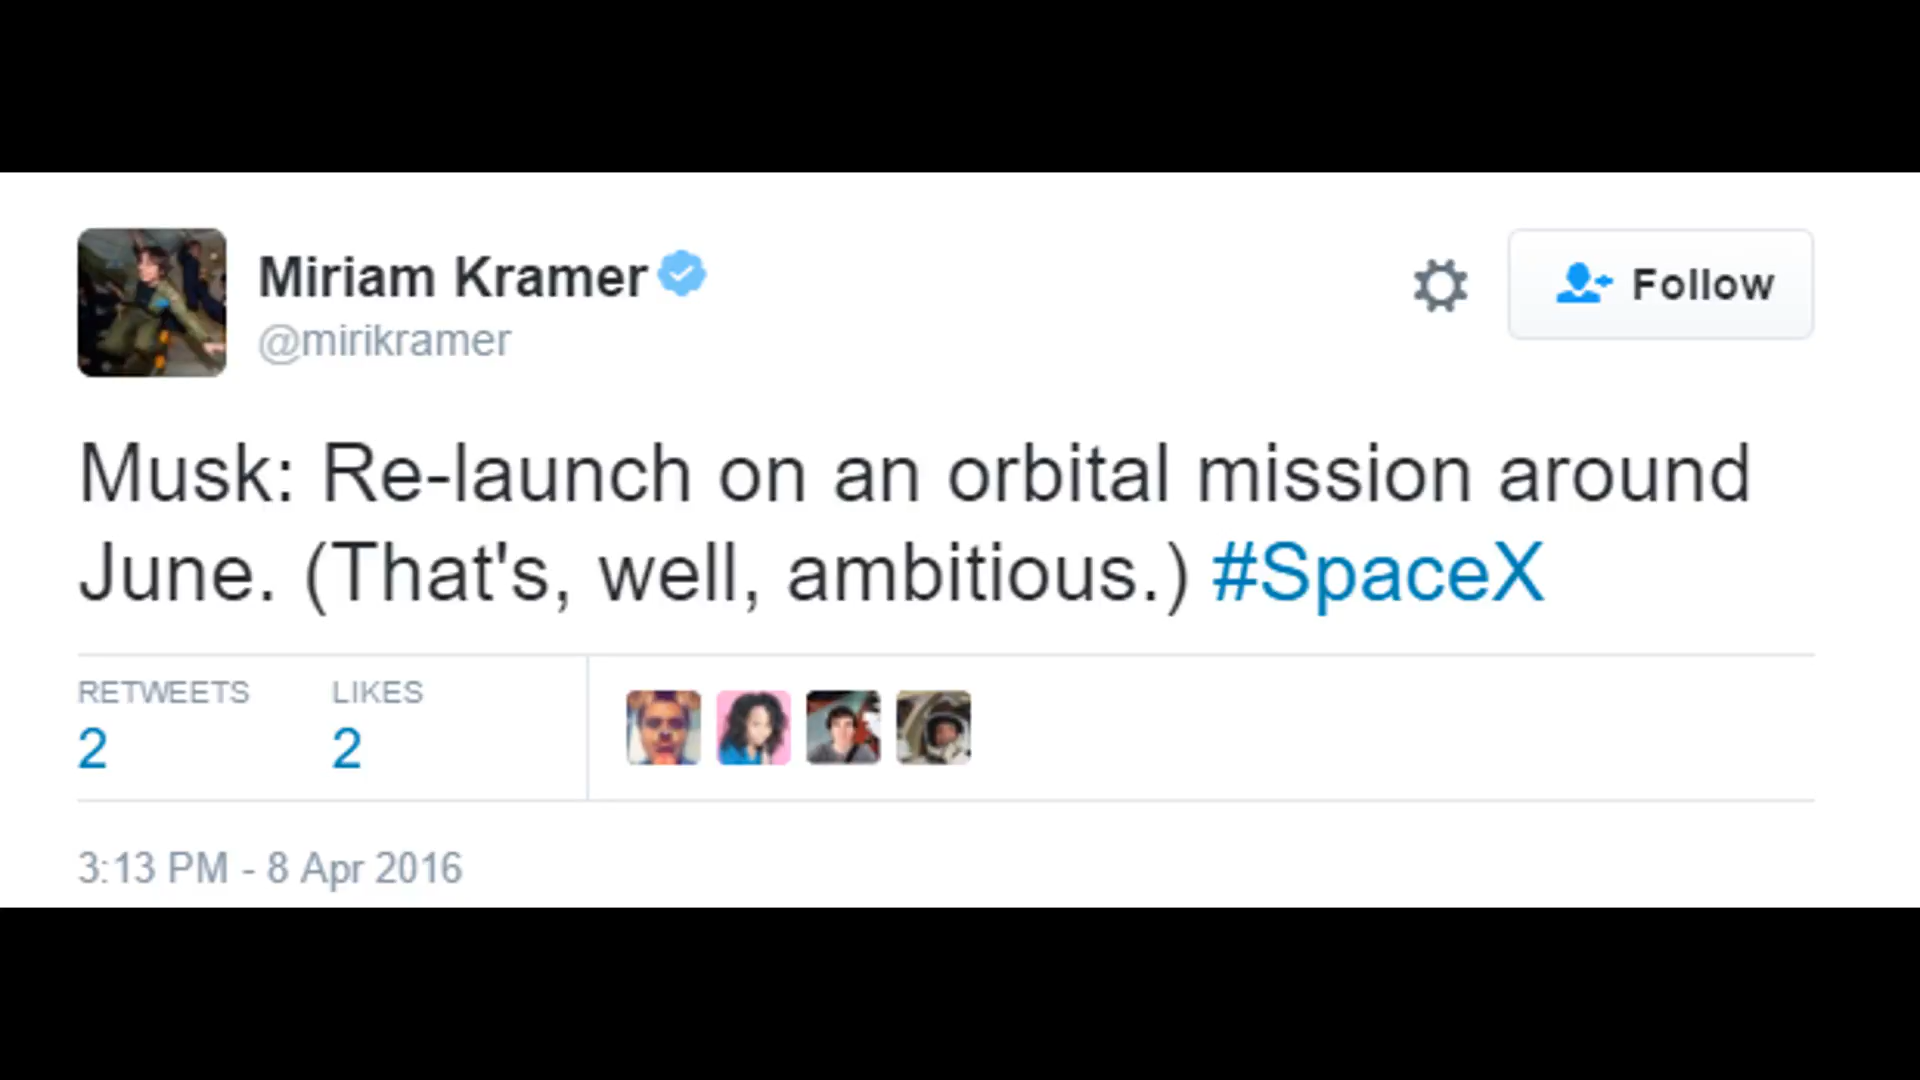 Miriam Kramer
@mirikramer
Follow
Musk: Re-launch on an orbital mission around
June. (That's, well, ambitious.) #SpaceX
RETWEETS LIKES
2 2
3:13 PM - 8 Apr 2016